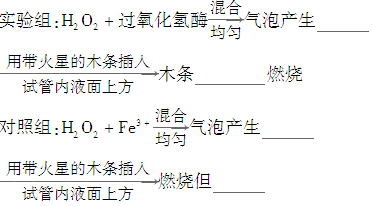 实验组:H₂O₂+过氧化氢酶 混合均匀→气泡产生______
用带火星的木条插入试管内液面上方→木条______燃烧
对照组:H₂O₂+Fe³⁺ 混合均匀→气泡产生______
用带火星的木条插入试管内液面上方→燃烧但______